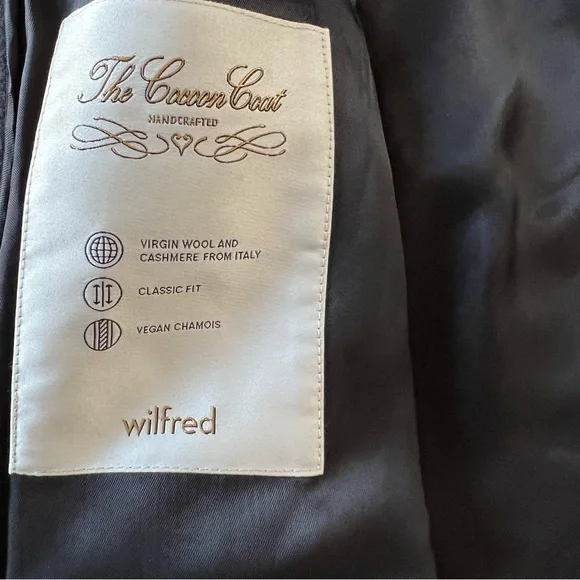 The Cocoon Coat
HANDCRAFTED
VIRGIN WOOL AND
CASHMERE FROM ITALY
CLASSIC FIT
VEGAN CHAMOIS
wilfred